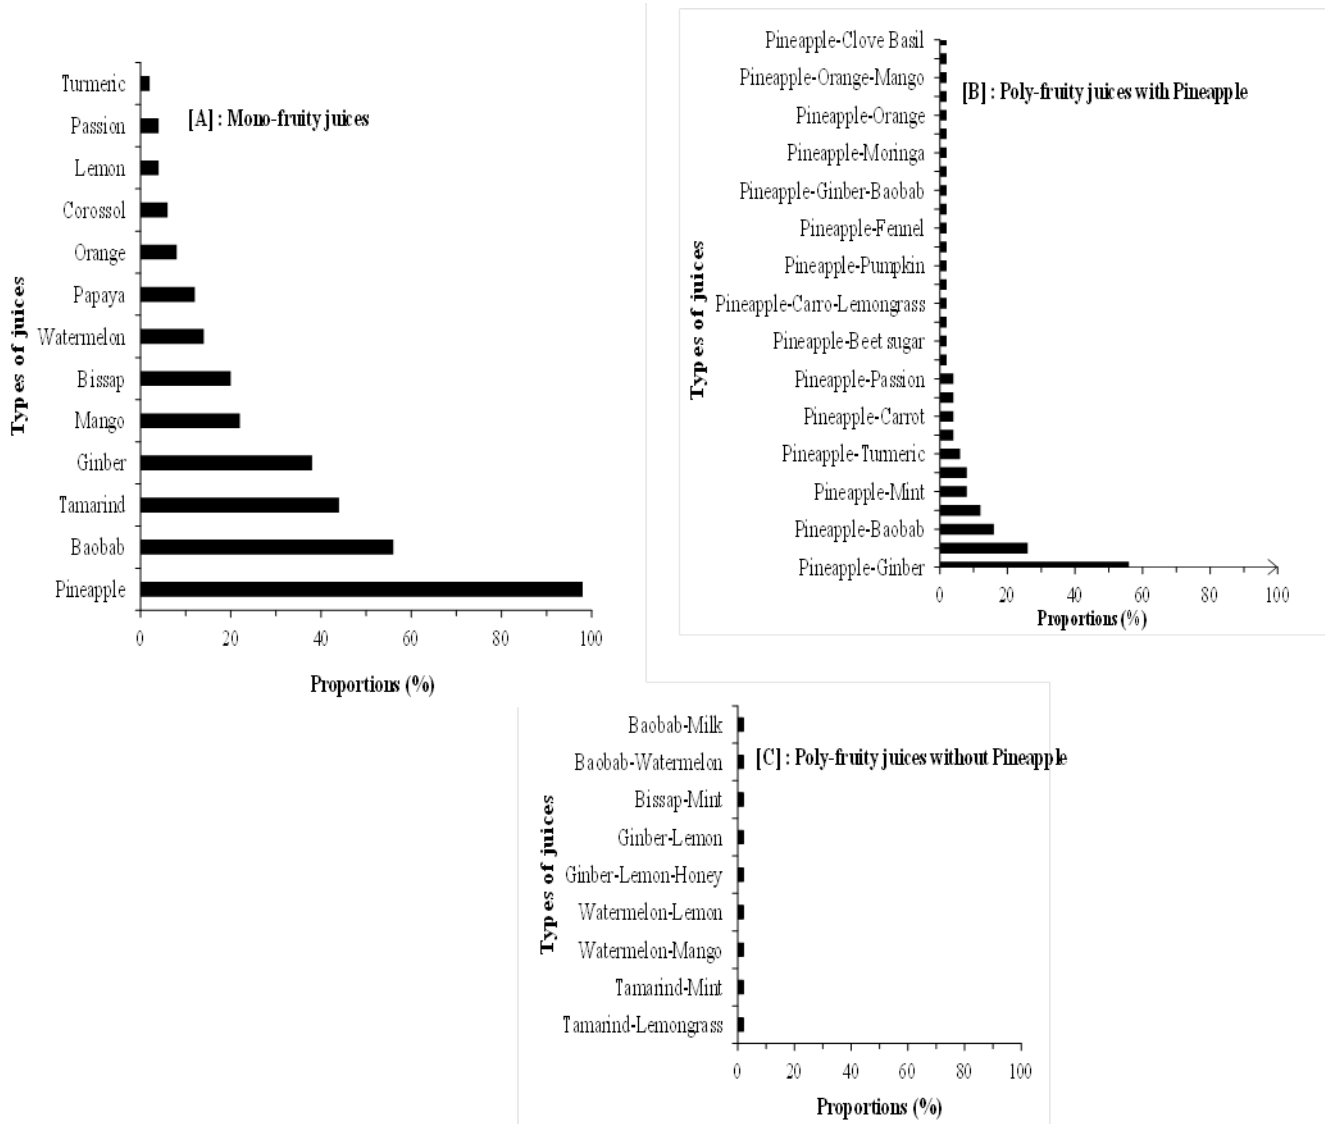 Types of juices
[A] : Mono-fruity juices
Turmeric
Passion
Lemon
Corossol
Orange
Papaya
Watermelon
Bissap
Mango
Ginber
Tamarind
Baobab
Pineapple
0 20 40 60 80 100
Proportions (%)
Types of juices
[B] : Poly-fruity juices with Pineapple
Pineapple-Clove Basil
Pineapple-Orange-Mango
Pineapple-Orange
Pineapple-Moringa
Pineapple-Ginber-Baobab
Pineapple-Fennel
Pineapple-Pumpkin
Pineapple-Carro-Lemongrass
Pineapple-Beet sugar
Pineapple-Passion
Pineapple-Carrot
Pineapple-Turmeric
Pineapple-Mint
Pineapple-Baobab
Pineapple-Ginber
0 20 40 60 80 100
Proportions (%)
Types of juices
[C] : Poly-fruity juices without Pineapple
Baobab-Milk
Baobab-Watermelon
Bissap-Mint
Ginber-Lemon
Ginber-Lemon-Honey
Watermelon-Lemon
Watermelon-Mango
Tamarind-Mint
Tamarind-Lemongrass
0 20 40 60 80 100
Proportions (%)